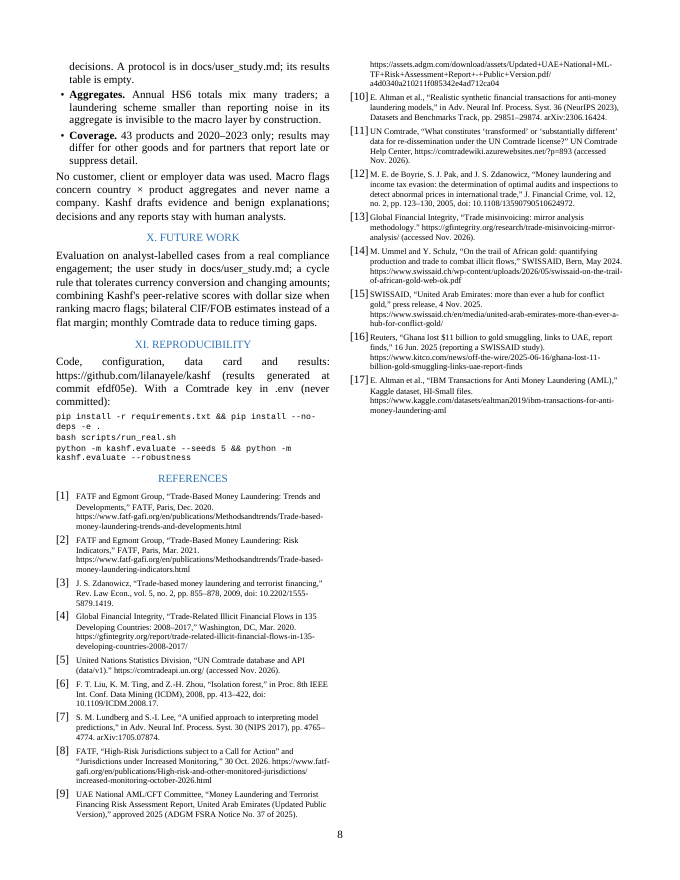 decisions. A protocol is in docs/user_study.md; its results
table is empty.
• Aggregates. Annual HS6 totals mix many traders; a
laundering scheme smaller than reporting noise in its
aggregate is invisible to the macro layer by construction.
• Coverage. 43 products and 2020–2023 only; results may
differ for other goods and for partners that report late or
suppress detail.
No customer, client or employer data was used. Macro flags
concern country × product aggregates and never name a
company. Kashf drafts evidence and benign explanations;
decisions and any reports stay with human analysts.
X. FUTURE WORK
Evaluation on analyst-labelled cases from a real compliance
engagement; the user study in docs/user_study.md; a cycle
rule that tolerates currency conversion and changing amounts;
combining Kashf's peer-relative scores with dollar size when
ranking macro flags; bilateral CIF/FOB estimates instead of a
flat margin; monthly Comtrade data to reduce timing gaps.
XI. REPRODUCIBILITY
Code, configuration, data card and results:
https://github.com/lilanayele/kashf (results generated at
commit efdf05e). With a Comtrade key in .env (never
committed):
pip install -r requirements.txt && pip install --no-
deps -e .
bash scripts/run_real.sh
python -m kashf.evaluate --seeds 5 && python -m
kashf.evaluate --robustness
REFERENCES
[1] FATF and Egmont Group, “Trade-Based Money Laundering: Trends and
Developments,” FATF, Paris, Dec. 2020.
https://www.fatf-gafi.org/en/publications/Methodsandtrends/Trade-based-
money-laundering-trends-and-developments.html
[2] FATF and Egmont Group, “Trade-Based Money Laundering: Risk
Indicators,” FATF, Paris, Mar. 2021.
https://www.fatf-gafi.org/en/publications/Methodsandtrends/Trade-based-
money-laundering-indicators.html
[3] J. S. Zdanowicz, “Trade-based money laundering and terrorist financing,”
Rev. Law Econ., vol. 5, no. 2, pp. 855–878, 2009, doi: 10.2202/1555-
5879.1419.
[4] Global Financial Integrity, “Trade-Related Illicit Financial Flows in 135
Developing Countries: 2008–2017,” Washington, DC, Mar. 2020.
https://gfintegrity.org/report/trade-related-illicit-financial-flows-in-135-
developing-countries-2008-2017/
[5] United Nations Statistics Division, “UN Comtrade database and API
(data/v1).” https://comtradeapi.un.org/ (accessed Nov. 2026).
[6] F. T. Liu, K. M. Ting, and Z.-H. Zhou, “Isolation forest,” in Proc. 8th IEEE
Int. Conf. Data Mining (ICDM), 2008, pp. 413–422, doi:
10.1109/ICDM.2008.17.
[7] S. M. Lundberg and S.-I. Lee, “A unified approach to interpreting model
predictions,” in Adv. Neural Inf. Process. Syst. 30 (NIPS 2017), pp. 4765–
4774. arXiv:1705.07874.
[8] FATF, “High-Risk Jurisdictions subject to a Call for Action” and
“Jurisdictions under Increased Monitoring,” 30 Oct. 2026. https://www.fatf-
gafi.org/en/publications/High-risk-and-other-monitored-jurisdictions/
increased-monitoring-october-2026.html
[9] UAE National AML/CFT Committee, “Money Laundering and Terrorist
Financing Risk Assessment Report, United Arab Emirates (Updated Public
Version),” approved 2025 (ADGM FSRA Notice No. 37 of 2025).
https://assets.adgm.com/download/assets/Updated+UAE+National+ML-
TF+Risk+Assessment+Report+-+Public+Version.pdf/
a4d0340a210211f085342e4ad712ca04
[10] E. Altman et al., “Realistic synthetic financial transactions for anti-money
laundering models,” in Adv. Neural Inf. Process. Syst. 36 (NeurIPS 2023),
Datasets and Benchmarks Track, pp. 29851–29874. arXiv:2306.16424.
[11] UN Comtrade, “What constitutes ‘transformed’ or ‘substantially different’
data for re-dissemination under the UN Comtrade license?” UN Comtrade
Help Center, https://comtradewiki.azurewebsites.net/?p=893 (accessed
Nov. 2026).
[12] M. E. de Boyrie, S. J. Pak, and J. S. Zdanowicz, “Money laundering and
income tax evasion: the determination of optimal audits and inspections to
detect abnormal prices in international trade,” J. Financial Crime, vol. 12,
no. 2, pp. 123–130, 2005, doi: 10.1108/13590790510624972.
[13] Global Financial Integrity, “Trade misinvoicing: mirror analysis
methodology.” https://gfintegrity.org/research/trade-misinvoicing-mirror-
analysis/ (accessed Nov. 2026).
[14] M. Ummel and Y. Schulz, “On the trail of African gold: quantifying
production and trade to combat illicit flows,” SWISSAID, Bern, May 2024.
https://www.swissaid.ch/wp-content/uploads/2026/05/swissaid-on-the-trail-
of-african-gold-web-ok.pdf
[15] SWISSAID, “United Arab Emirates: more than ever a hub for conflict
gold,” press release, 4 Nov. 2025.
https://www.swissaid.ch/en/media/united-arab-emirates-more-than-ever-a-
hub-for-conflict-gold/
[16] Reuters, “Ghana lost $11 billion to gold smuggling, links to UAE, report
finds,” 16 Jun. 2025 (reporting a SWISSAID study).
https://www.kitco.com/news/off-the-wire/2025-06-16/ghana-lost-11-
billion-gold-smuggling-links-uae-report-finds
[17] E. Altman et al., “IBM Transactions for Anti Money Laundering (AML),”
Kaggle dataset, HI-Small files.
https://www.kaggle.com/datasets/ealtman2019/ibm-transactions-for-anti-
money-laundering-aml
8